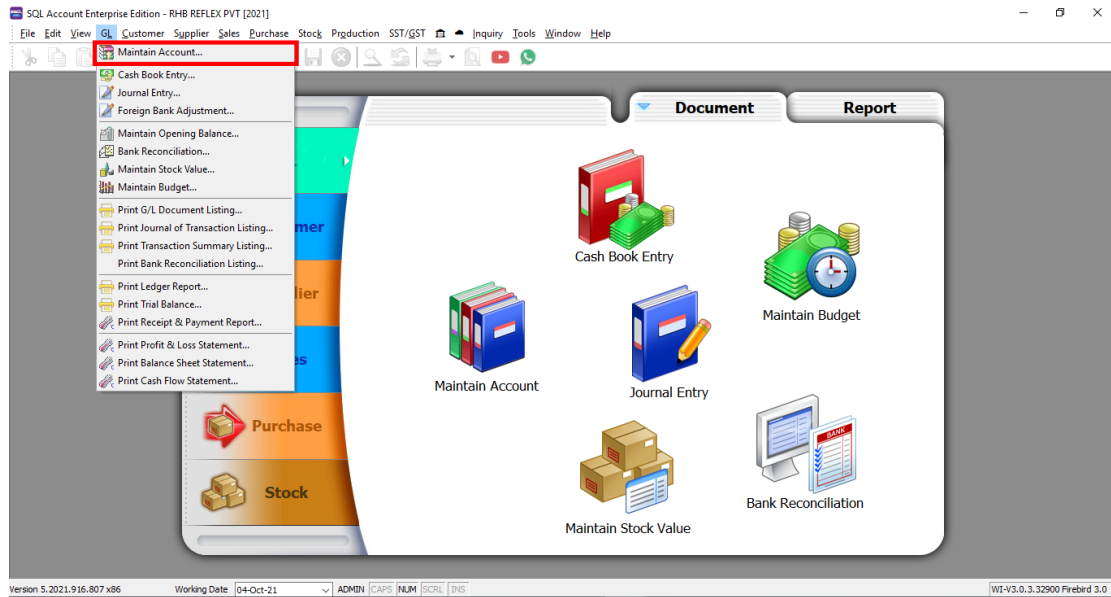 SQL Account Enterprise Edition - RHB REFLEX PVT [2021]
File Edit View GL Customer Supplier Sales Purchase Stock Production SST/GST Inquiry Tools Window Help
Maintain Account...
Cash Book Entry...
Journal Entry...
Foreign Bank Adjustment...
Maintain Opening Balance...
Bank Reconciliation...
Maintain Stock Value...
Maintain Budget...
Print G/L Document Listing...
Print Journal of Transaction Listing...
Print Transaction Summary Listing...
Print Bank Reconciliation Listing...
Print Ledger Report...
Print Trial Balance...
Print Receipt & Payment Report...
Print Profit & Loss Statement...
Print Balance Sheet Statement...
Print Cash Flow Statement...
mer
lier
es
Purchase
Stock
Document Report
Cash Book Entry
Maintain Budget
Maintain Account
Journal Entry
BANK
Bank Reconciliation
Maintain Stock Value
Version 5.2021.916.807 x86 Working Date 04-Oct-21 ADMIN CAPS NUM SCRL INS WI-V3.0.3.32900 Firebird 3.0